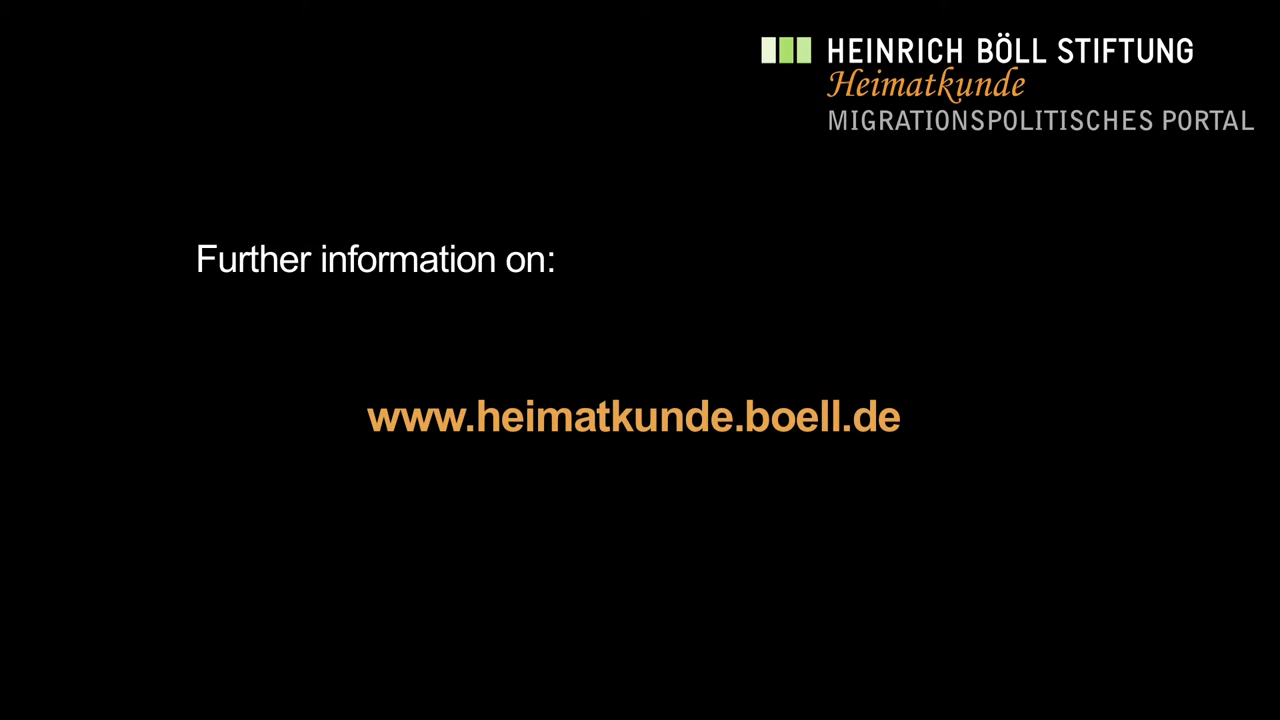 HEINRICH BÖLL STIFTUNG
Heimatkunde
MIGRATIONSPOLITISCHES PORTAL
Further information on:
www.heimatkunde.boell.de